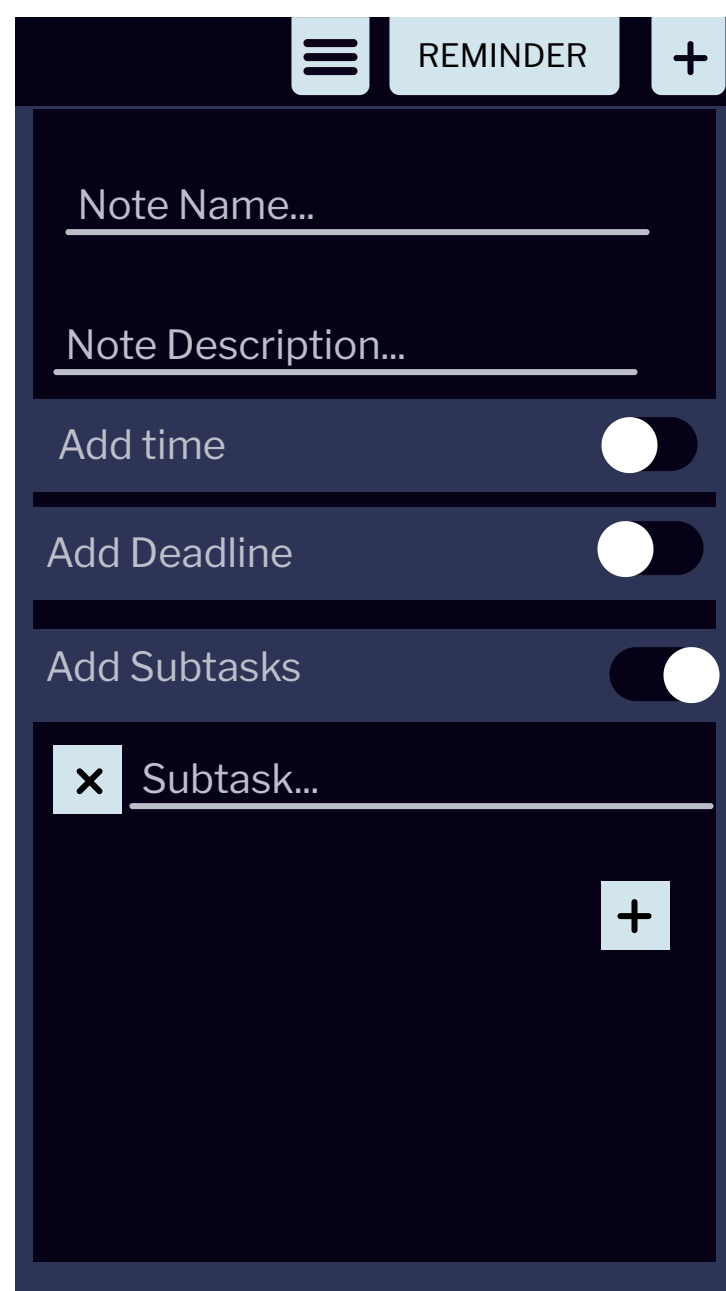 REMINDER
Note Name...
Note Description...
Add time
Add Deadline
Add Subtasks
Subtask...